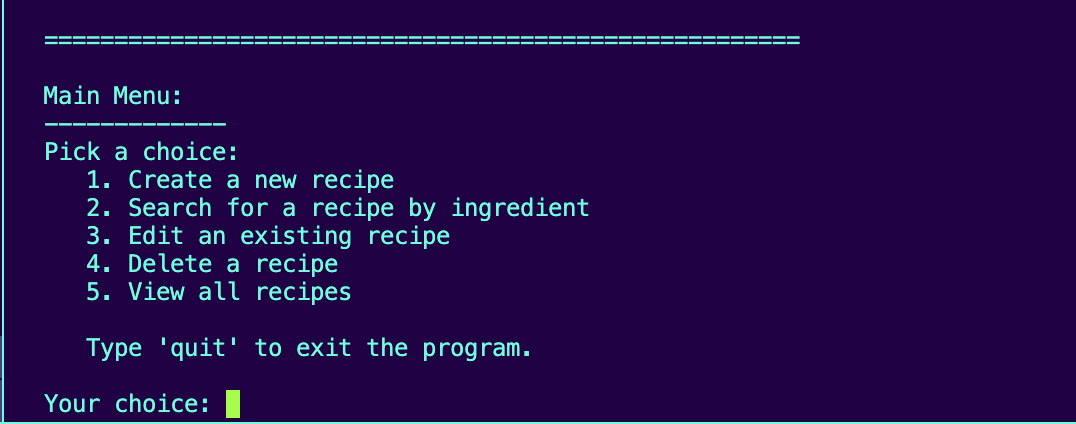 ======================================================
Main Menu:
-------------
Pick a choice:
   1. Create a new recipe
   2. Search for a recipe by ingredient
   3. Edit an existing recipe
   4. Delete a recipe
   5. View all recipes
   Type 'quit' to exit the program.
Your choice: